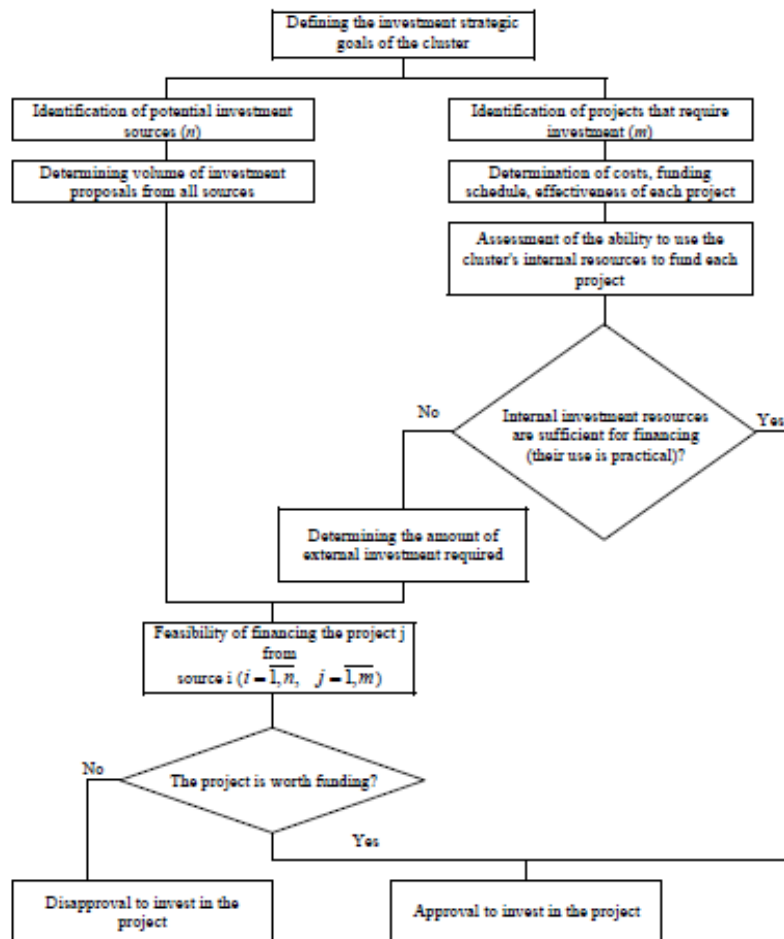 Defining the investment strategic
goals of the cluster
Identification of potential investment
sources (n)
Identification of projects that require
investment (m)
Determining volume of investment
proposals from all sources
Determination of costs, funding
schedule, effectiveness of each project
Assessment of the ability to use the
cluster's internal resources to fund each
project
No
Internal investment resources
are sufficient for financing
(their use is practical)?
Yes
Determining the amount of
external investment required
Feasibility of financing the project j
from
source i (i = \overline{1,n}, j = \overline{1,m})
No
The project is worth funding?
Yes
Disapproval to invest in the
project
Approval to invest in the project